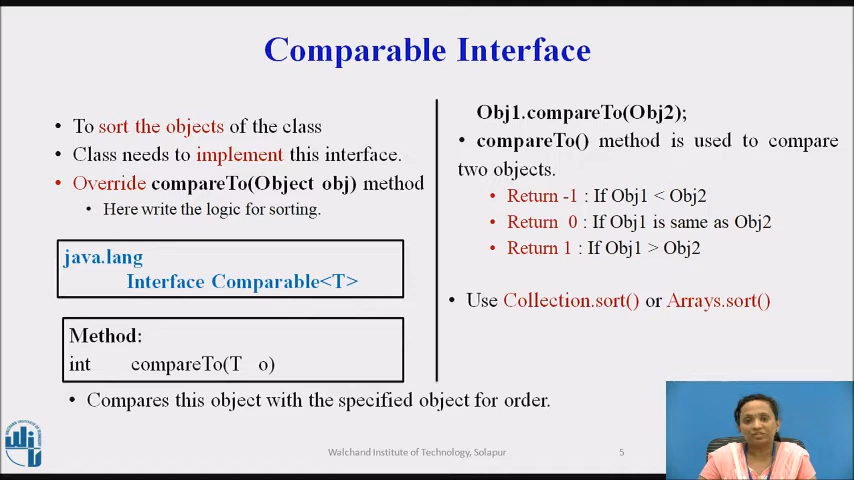 Comparable Interface
• To sort the objects of the class
• Class needs to implement this interface.
• Override compareTo(Object obj) method
• Here write the logic for sorting.
java.lang
Interface Comparable<T>
Method:
int compareTo(T o)
• Compares this object with the specified object for order.
Obj1.compareTo(Obj2);
• compareTo() method is used to compare
two objects.
• Return -1 : If Obj1 < Obj2
• Return 0 : If Obj1 is same as Obj2
• Return 1 : If Obj1 > Obj2
• Use Collection.sort() or Arrays.sort()
Walchand Institute of Technology, Solapur
5